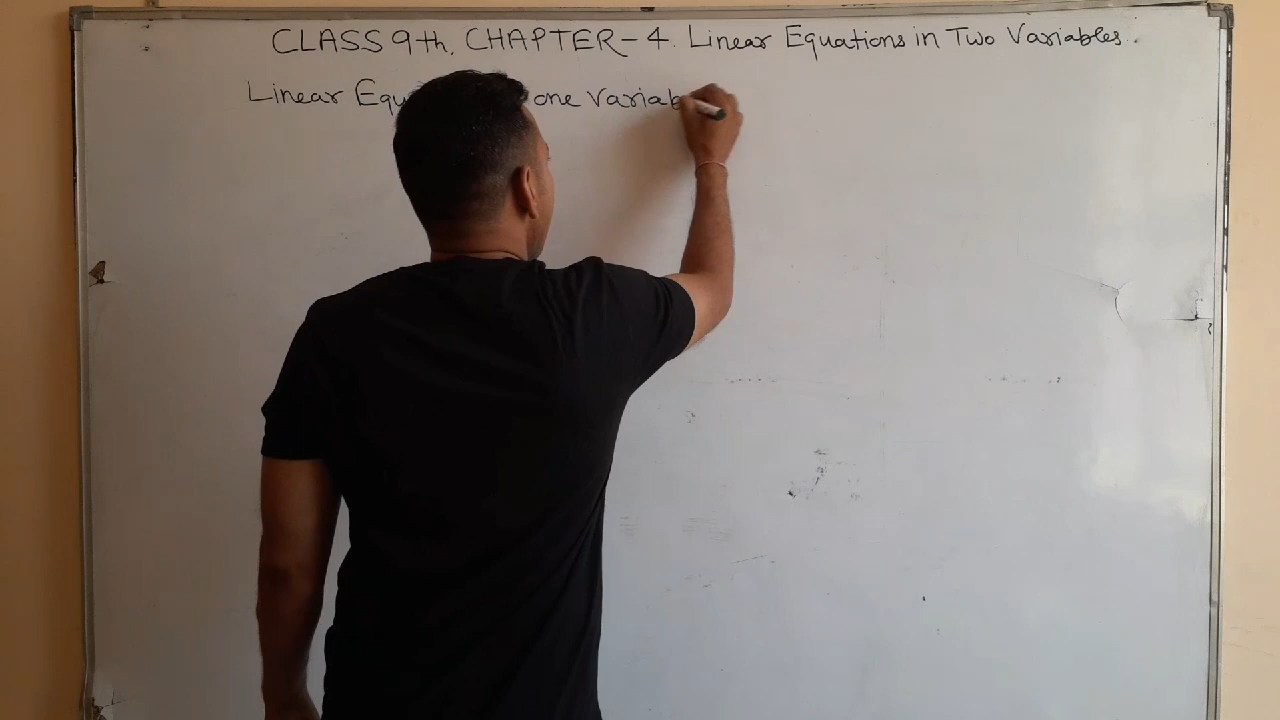 CLASS 9th, CHAPTER-4. Linear Equations in Two Variables.
Linear Equ one Variab